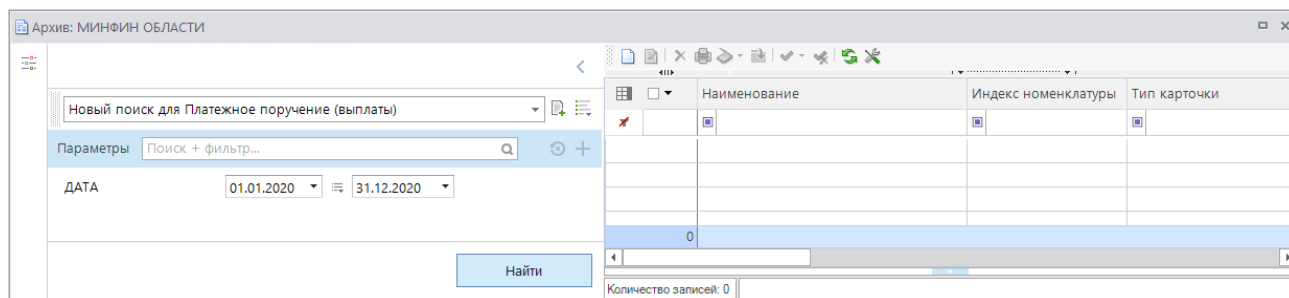 Архив: МИНФИН ОБЛАСТИ
Новый поиск для Платежное поручение (выплаты)
Параметры Поиск + фильтр...
ДАТА 01.01.2020 31.12.2020
Найти
Наименование Индекс номенклатуры Тип карточки
0
Количество записей: 0